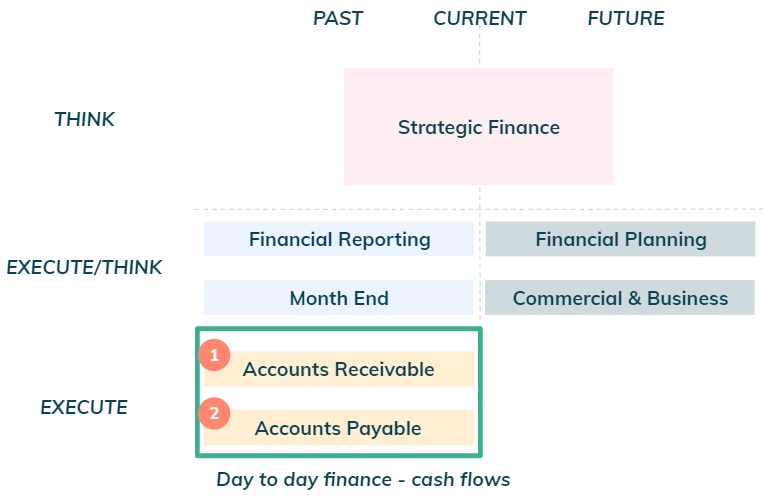 PAST CURRENT FUTURE
THINK
Strategic Finance
Financial Reporting
Financial Planning
EXECUTE/THINK
Month End
Commercial & Business
1
Accounts Receivable
EXECUTE
2
Accounts Payable
Day to day finance - cash flows